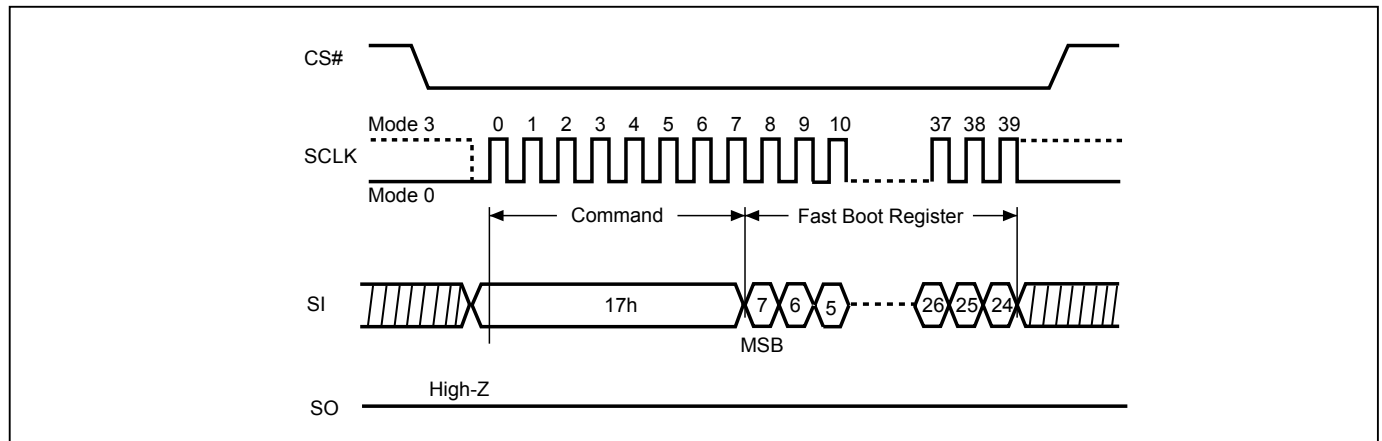 CS#
Mode 3 0 1 2 3 4 5 6 7 8 9 10 37 38 39
SCLK
Mode 0
Command Fast Boot Register
SI 17h 7 6 5 26 25 24
MSB
High-Z
SO